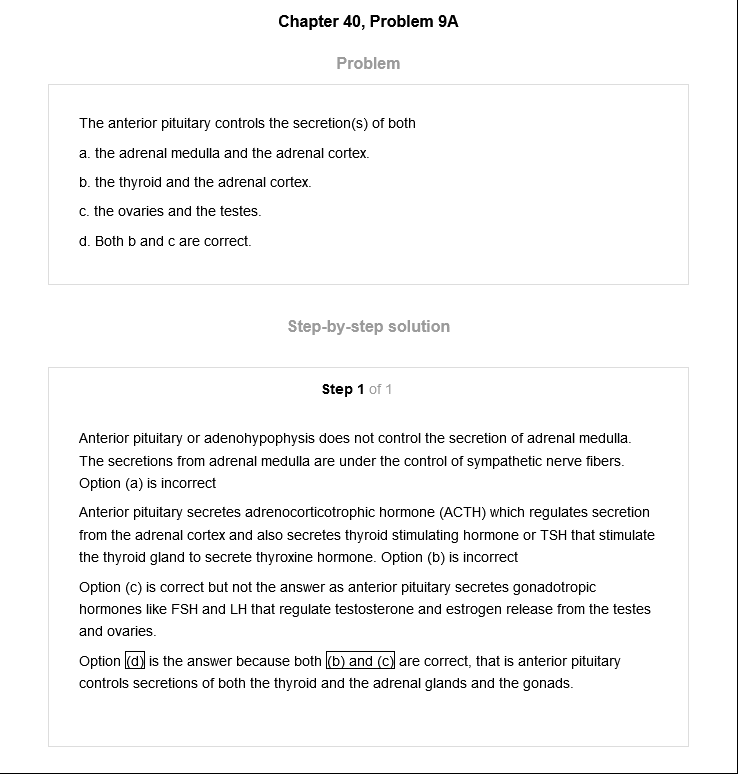 Chapter 40, Problem 9A
Problem
The anterior pituitary controls the secretion(s) of both
a. the adrenal medulla and the adrenal cortex.
b. the thyroid and the adrenal cortex.
c. the ovaries and the testes.
d. Both b and c are correct.
Step-by-step solution
Step 1 of 1
Anterior pituitary or adenohypophysis does not control the secretion of adrenal medulla.
The secretions from adrenal medulla are under the control of sympathetic nerve fibers.
Option (a) is incorrect
Anterior pituitary secretes adrenocorticotrophic hormone (ACTH) which regulates secretion
from the adrenal cortex and also secretes thyroid stimulating hormone or TSH that stimulate
the thyroid gland to secrete thyroxine hormone. Option (b) is incorrect
Option (c) is correct but not the answer as anterior pituitary secretes gonadotropic
hormones like FSH and LH that regulate testosterone and estrogen release from the testes
and ovaries.
Option (d) is the answer because both (b) and (c) are correct, that is anterior pituitary
controls secretions of both the thyroid and the adrenal glands and the gonads.